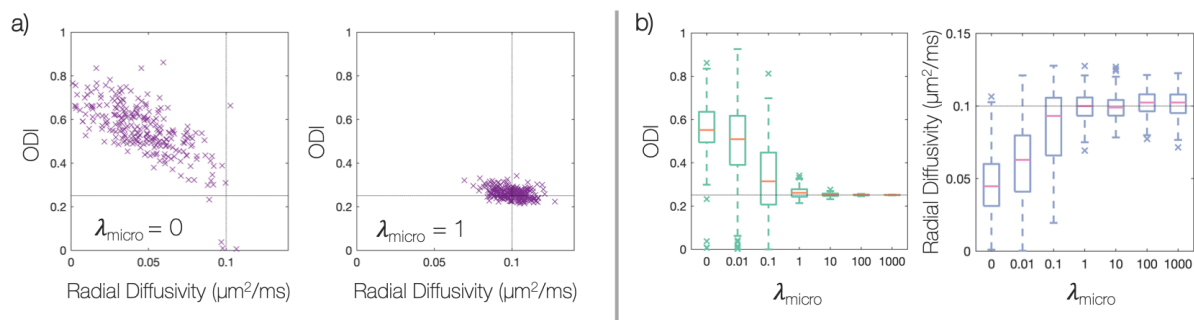 a)
1
0.8
0.6
0.4
0.2
0
ODI
λmicro = 0
0 0.05 0.1
Radial Diffusivity (µm²/ms)
1
0.8
0.6
0.4
0.2
0
ODI
λmicro = 1
0 0.05 0.1
Radial Diffusivity (µm²/ms)
b)
1
0.8
0.6
0.4
0.2
0
ODI
0 0.01 0.1 1 10 100 1000
λmicro
0.15
0.1
0.05
0.0
Radial Diffusivity (µm²/ms)
0 0.01 0.1 1 10 100 1000
λmicro